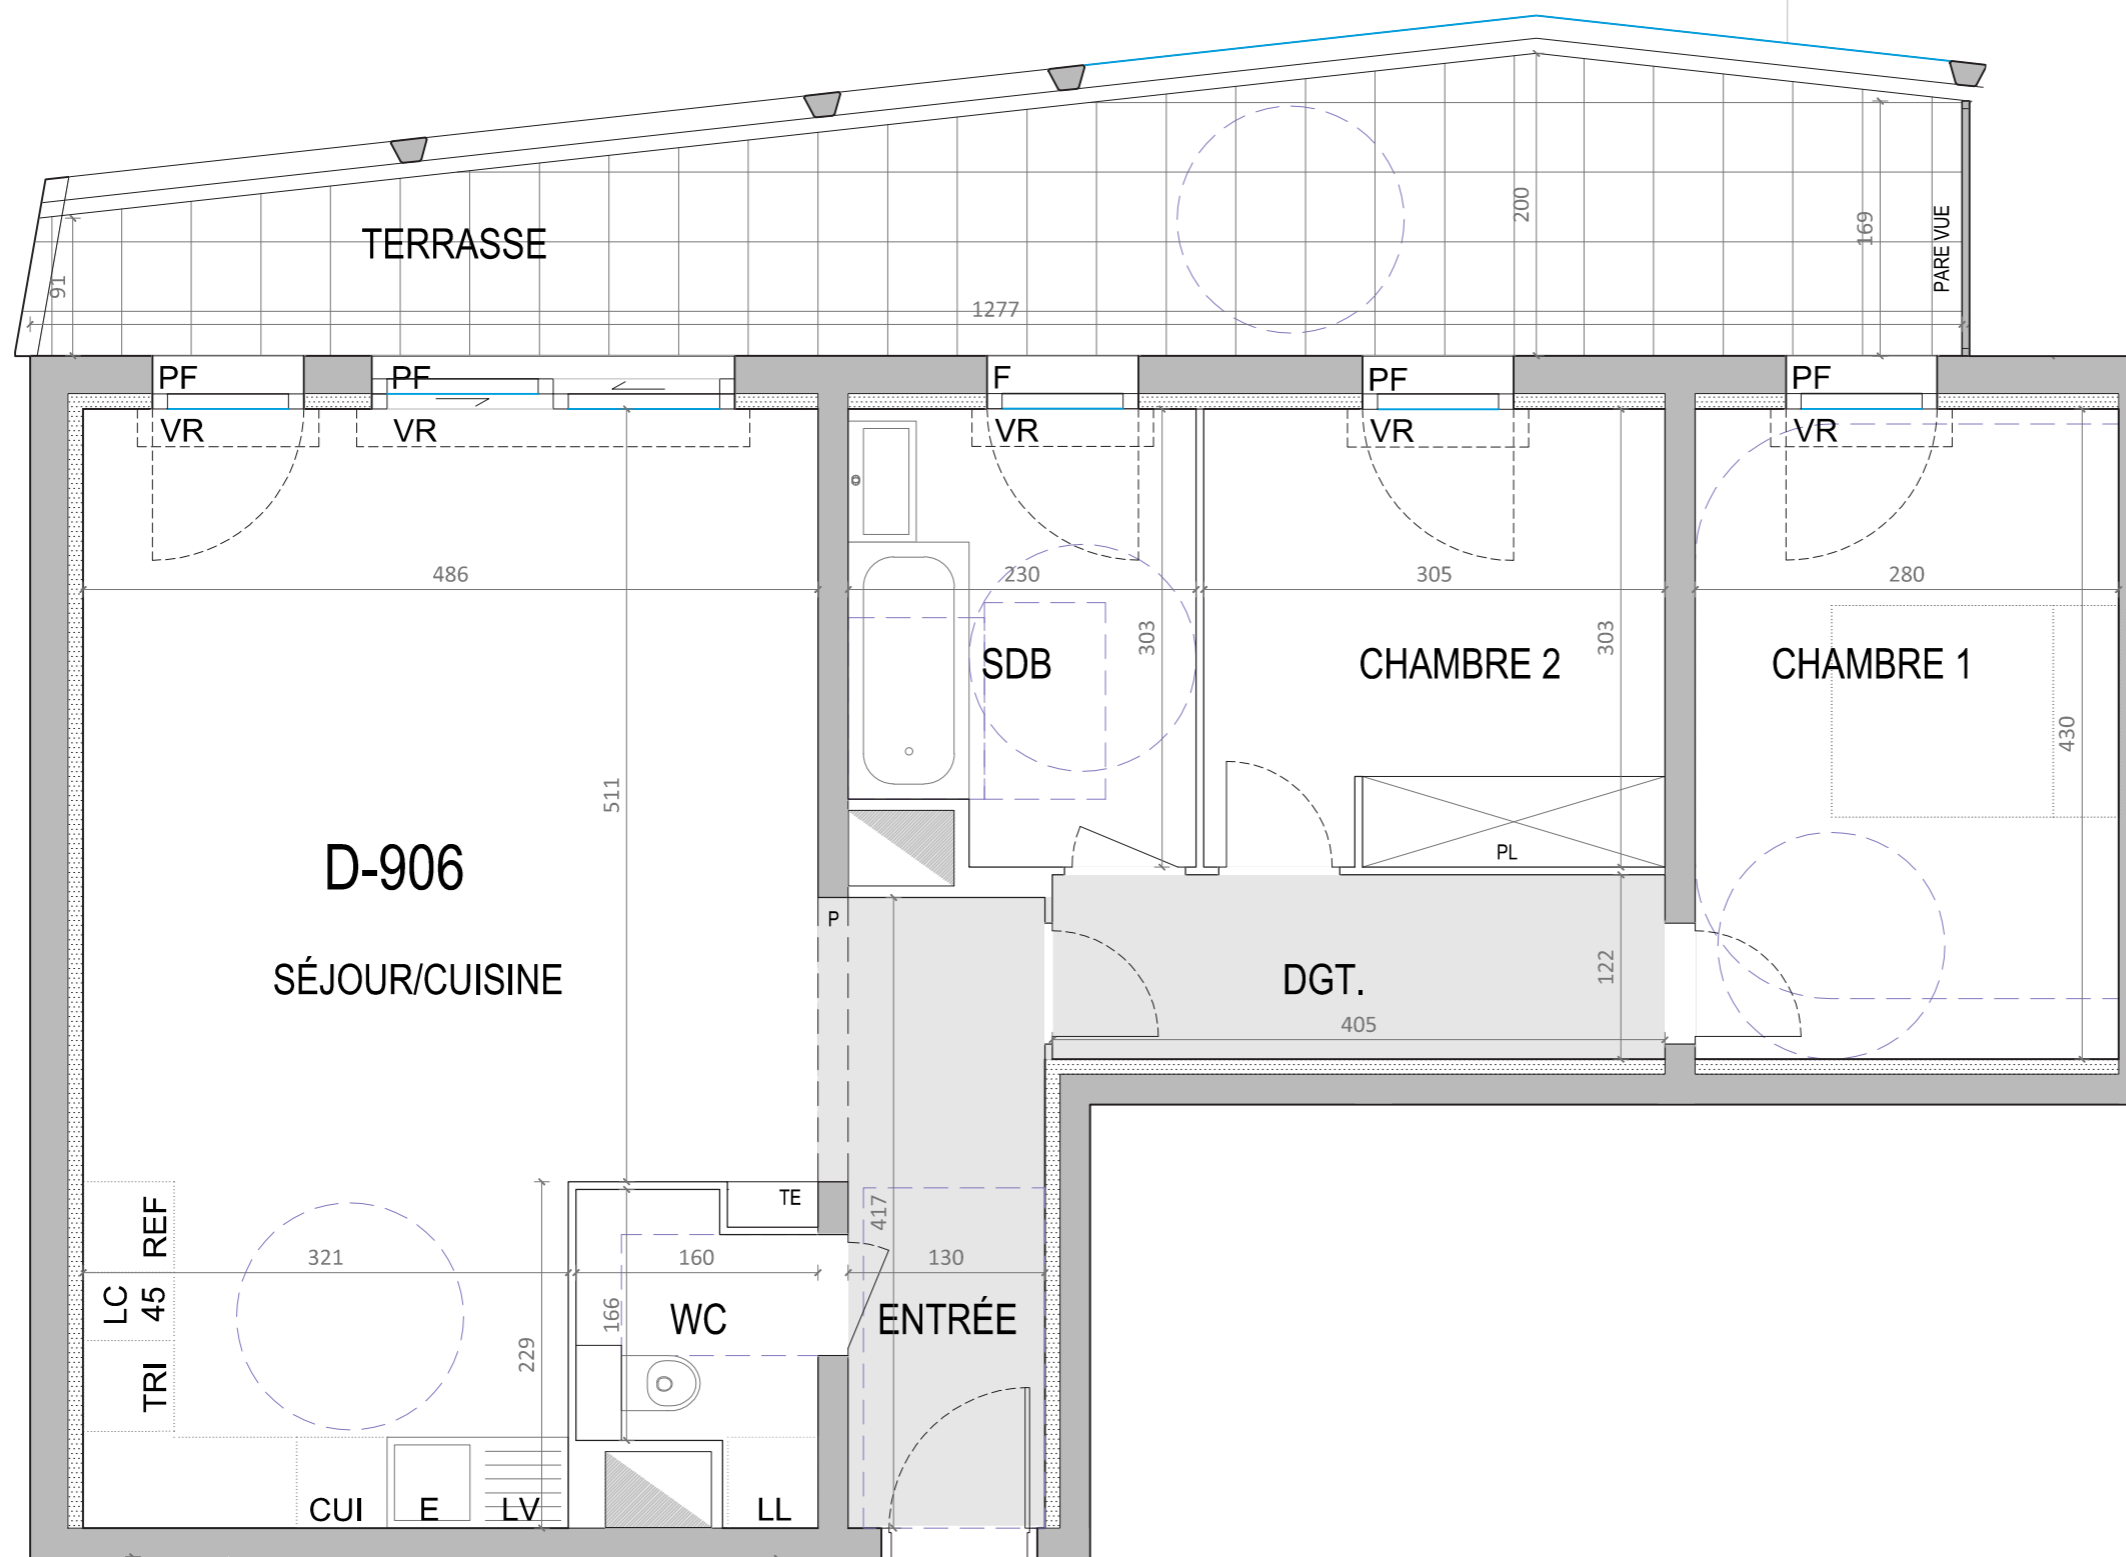 TERRASSE
200
169
PARE VUE
91
1277
PF
PF
F
PF
PF
VR
VR
VR
VR
VR
486
230
305
280
303
303
SDB
CHAMBRE 2
CHAMBRE 1
430
511
D-906
PL
P
SÉJOUR/CUISINE
DGT.
122
405
TE
REF
417
321
160
130
LC
45
166
WC
ENTRÉE
229
TRI
CUI
E
LV
LL